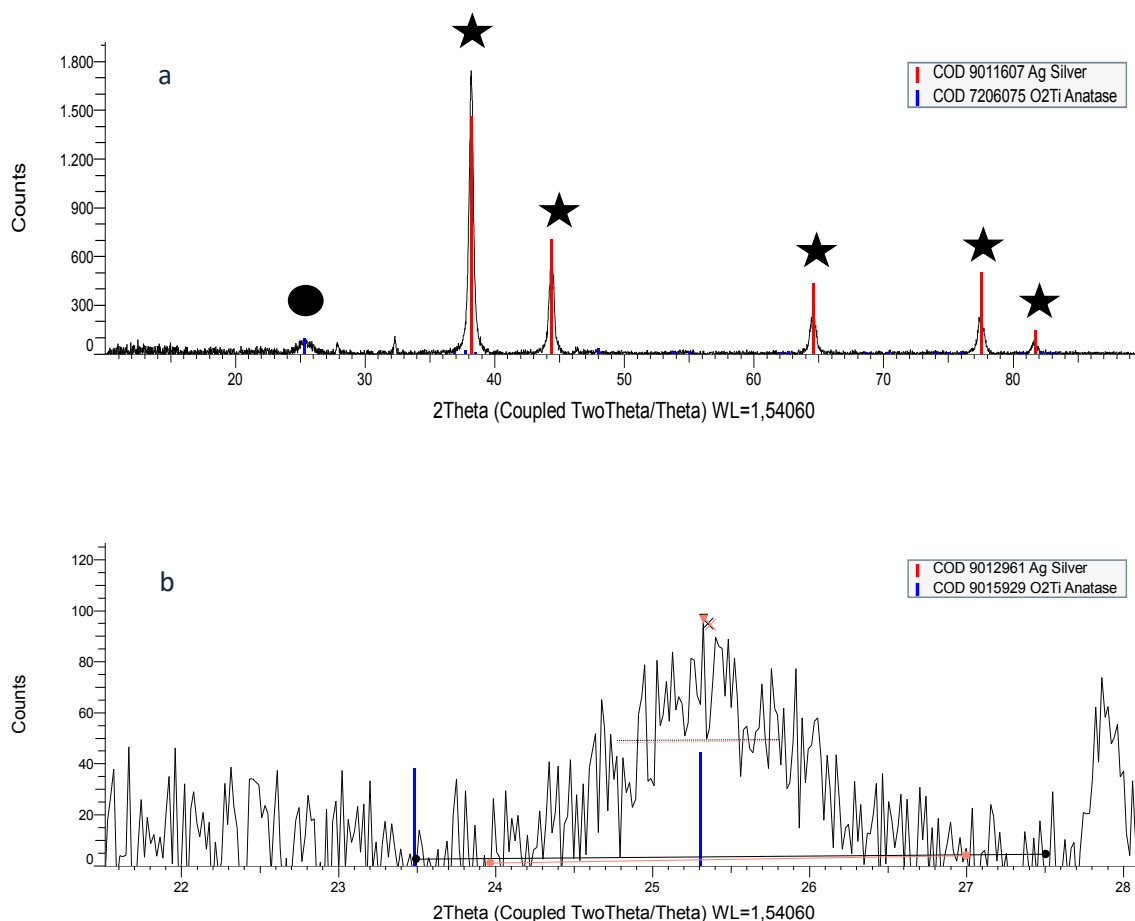 a
COD 9011607 Ag Silver
COD 7206075 O2Ti Anatase
Counts
1.800
1.500
1.200
900
600
300
0
20 30 40 50 60 70 80
2Theta (Coupled TwoTheta/Theta) WL=1,54060
b
COD 9012961 Ag Silver
COD 9015929 O2Ti Anatase
Counts
120
100
80
60
40
20
0
22 23 24 25 26 27 28
2Theta (Coupled TwoTheta/Theta) WL=1,54060